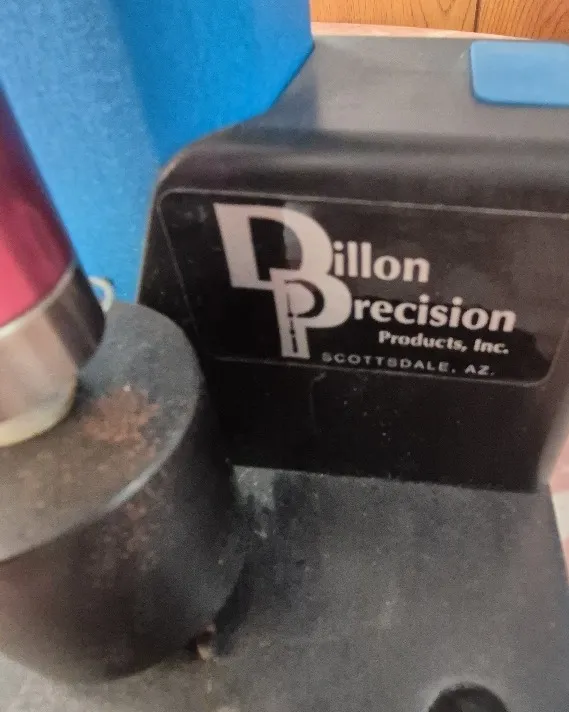 Dillon
Precision
Products, Inc.
SCOTTSDALE, AZ.